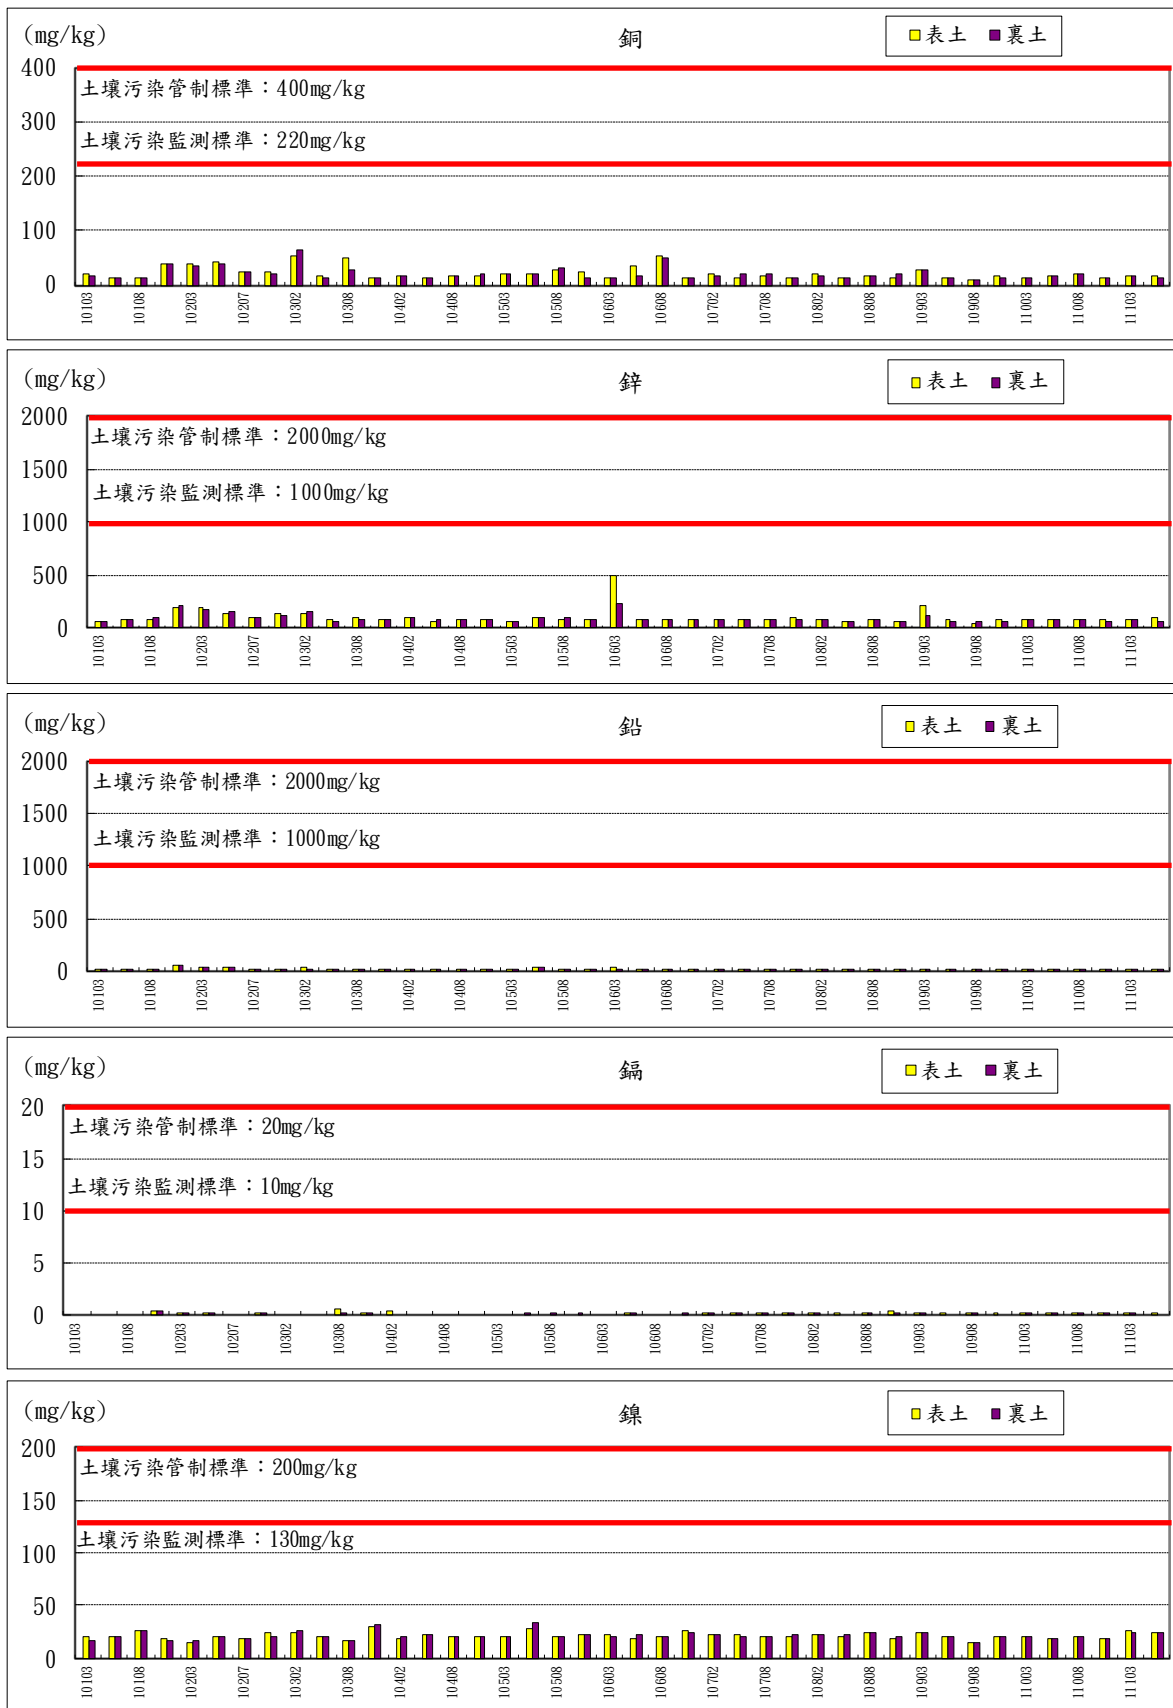 (mg/kg)
銅
表土 裏土
400
土壤污染管制標準：400mg/kg
300
土壤污染監測標準：220mg/kg
200
100
0
10103 10108 10203 10207 10302 10308 10402 10408 10503 10508 10603 10608 10702 10708 10802 10808 10903 10908 11003 11008 11103
(mg/kg)
鋅
表土 裏土
2000
土壤污染管制標準：2000mg/kg
1500
土壤污染監測標準：1000mg/kg
1000
500
0
10103 10108 10203 10207 10302 10308 10402 10408 10503 10508 10603 10608 10702 10708 10802 10808 10903 10908 11003 11008 11103
(mg/kg)
鉛
表土 裏土
2000
土壤污染管制標準：2000mg/kg
1500
土壤污染監測標準：1000mg/kg
1000
500
0
10103 10108 10203 10207 10302 10308 10402 10408 10503 10508 10603 10608 10702 10708 10802 10808 10903 10908 11003 11008 11103
(mg/kg)
鎘
表土 裏土
20
土壤污染管制標準：20mg/kg
15
土壤污染監測標準：10mg/kg
10
5
0
10103 10108 10203 10207 10302 10308 10402 10408 10503 10508 10603 10608 10702 10708 10802 10808 10903 10908 11003 11008 11103
(mg/kg)
鎳
表土 裏土
200
土壤污染管制標準：200mg/kg
150
土壤污染監測標準：130mg/kg
100
50
0
10103 10108 10203 10207 10302 10308 10402 10408 10503 10508 10603 10608 10702 10708 10802 10808 10903 10908 11003 11008 11103